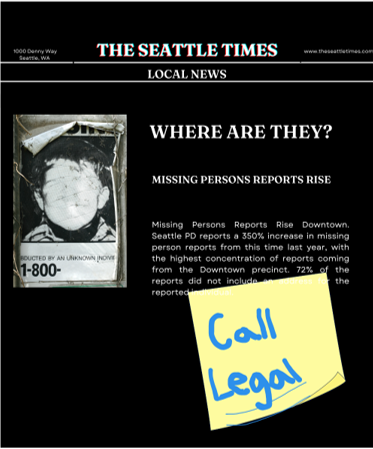 1000 Denny Way
Seattle, WA
THE SEATTLE TIMES
www.theseattletimes.com
LOCAL NEWS
WHERE ARE THEY?
MISSING PERSONS REPORTS RISE
DUCTED BY AN UNKNOWN INDIVI
1-800-
Missing Persons Reports Rise Downtown.
Seattle PD reports a 350% increase in missing
person reports from this time last year, with
the highest concentration of reports coming
from the Downtown precinct. 72% of the
reports did not include the
reported
Call
Legal